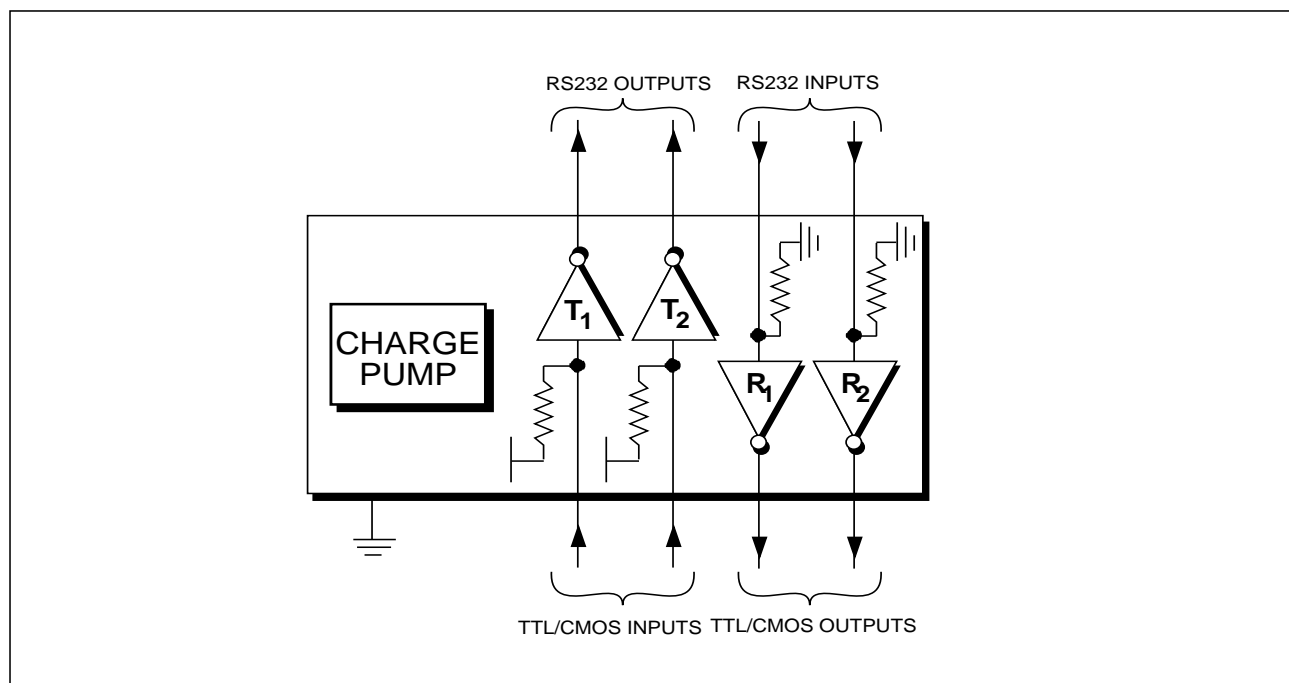 RS232 OUTPUTS RS232 INPUTS
CHARGE
PUMP
T1 T2
R1 R2
TTL/CMOS INPUTS TTL/CMOS OUTPUTS